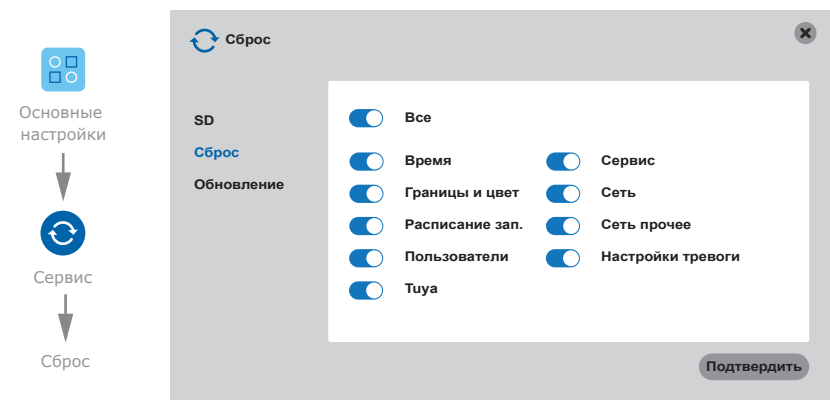 Основные
настройки
Сервис
Сброс
Сброс
SD
Сброс
Обновление
Все
Время
Сервис
Границы и цвет
Сеть
Расписание зап.
Сеть прочее
Пользователи
Настройки тревоги
Tuya
Подтвердить